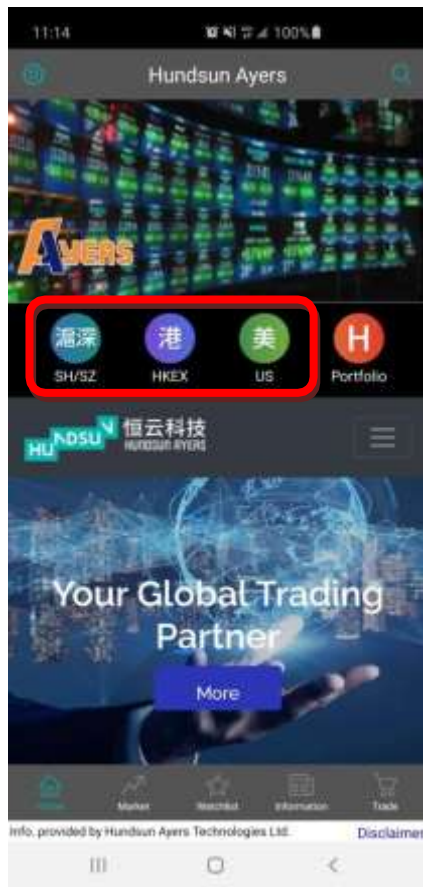 11:14
100%
Hundsun Ayers
AYERS
滬深
港
美
H
SH/SZ
HKEX
US
Portfolio
HUNDSUN
恒云科技
HUNDSUN AYERS
Your Global Trading
Partner
More
Home
Market
Watchlist
Information
Trade
Info. provided by Hundsun Ayers Technologies Ltd.
Disclaimer